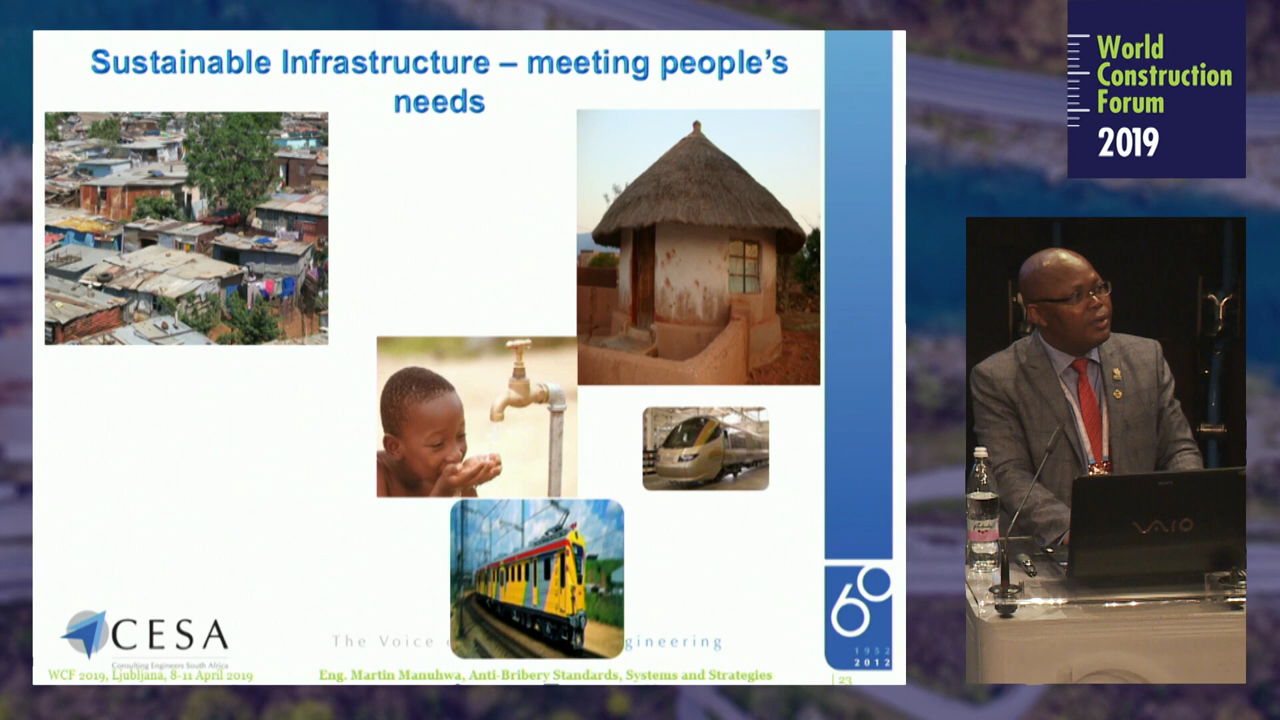 Sustainable Infrastructure – meeting people's
needs
World
Construction
Forum
2019
VAIO
CESA
Consulting Engineers South Africa
The Voice
gineering
60
1952
2012
WCF 2019, Ljubljana, 8-11 April 2019
Eng. Martin Manuhwa, Anti-Bribery Standards, Systems and Strategies
| 23